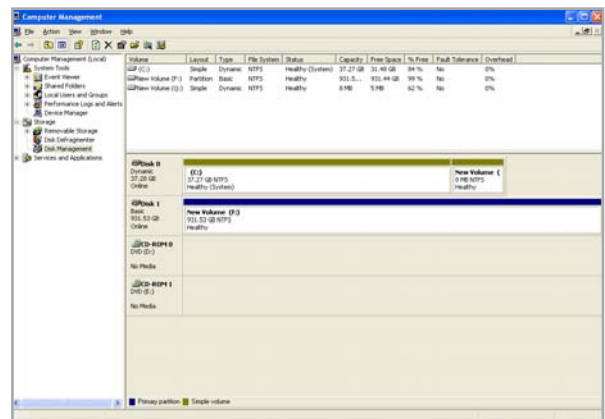 Computer Management
File Action View Window Help
Computer Management (Local)
System Tools
Event Viewer
Shared Folders
Performance Logs and Alerts
Local Users and Groups
Device Manager
Storage
Removable Storage
Disk Defragmenter
Disk Management
Services and Applications
Volume Layout Type File System Status Capacity Free Space % Free Fault Tolerance Overhead
(C:) Simple Dynamic NTFS Healthy (System) 37.27 GB 31.48 GB 84 % No 0%
New Volume (F:) Partition Basic NTFS Healthy 931.5... 931.44 GB 99 % No 0%
New Volume Simple Dynamic NTFS Healthy 8 MB 5 MB 62 % No 0%
Disk 0
Dynamic
37.28 GB
Online
(C:)
37.27 GB NTFS
Healthy (System)
New Volume (
8 MB NTFS
Healthy
Disk 1
Basic
931.53 GB
Online
New Volume (F:)
931.53 GB NTFS
Healthy
CD-ROM 0
DVD (D:)
No Media
CD-ROM 1
DVD (E:)
No Media
Primary partition Simple volume